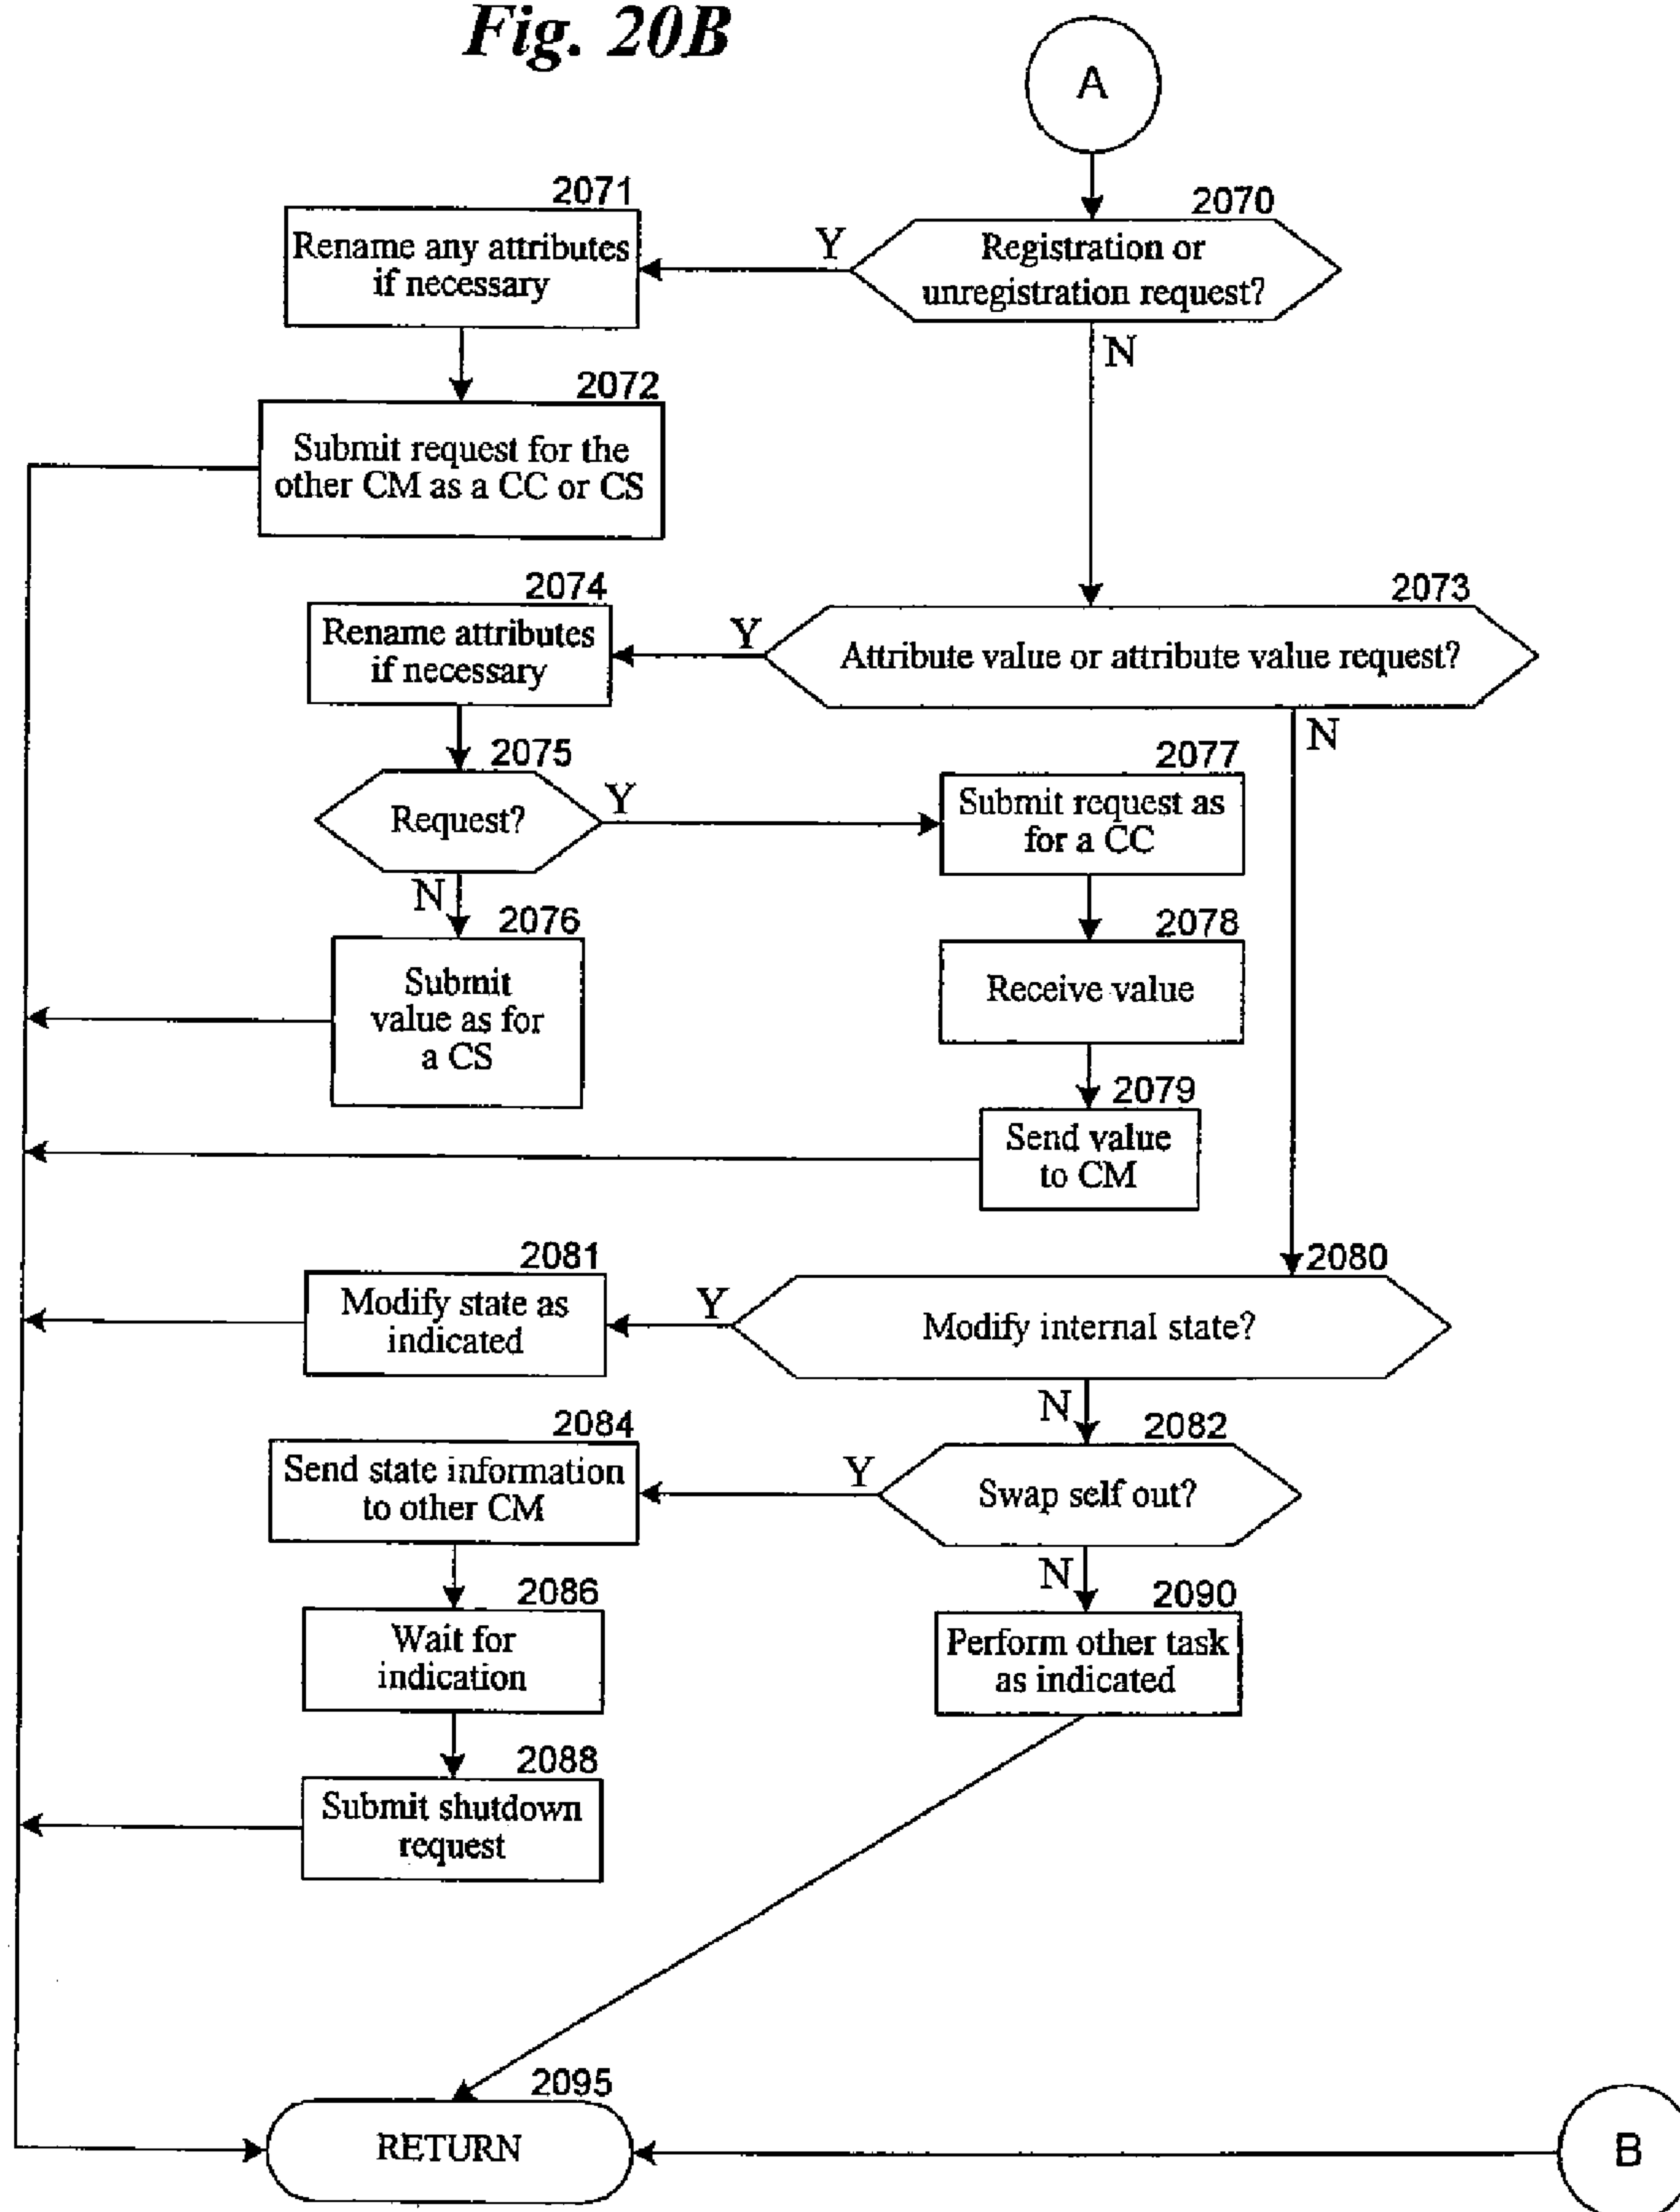 Fig. 20B
A
2071
2070
Rename any attributes
if necessary
Y
Registration or
unregistration request?
N
2072
Submit request for the
other CM as a CC or CS
2074
2073
Rename attributes
if necessary
Y
Attribute value or attribute value request?
N
2075
2077
Request?
Y
Submit request as
for a CC
N
2076
2078
Submit
value as for
a CS
Receive value
2079
Send value
to CM
2081
2080
Modify state as
indicated
Y
Modify internal state?
N
2084
2082
Send state information
to other CM
Y
Swap self out?
N
2086
2090
Wait for
indication
Perform other task
as indicated
2088
Submit shutdown
request
2095
RETURN
B